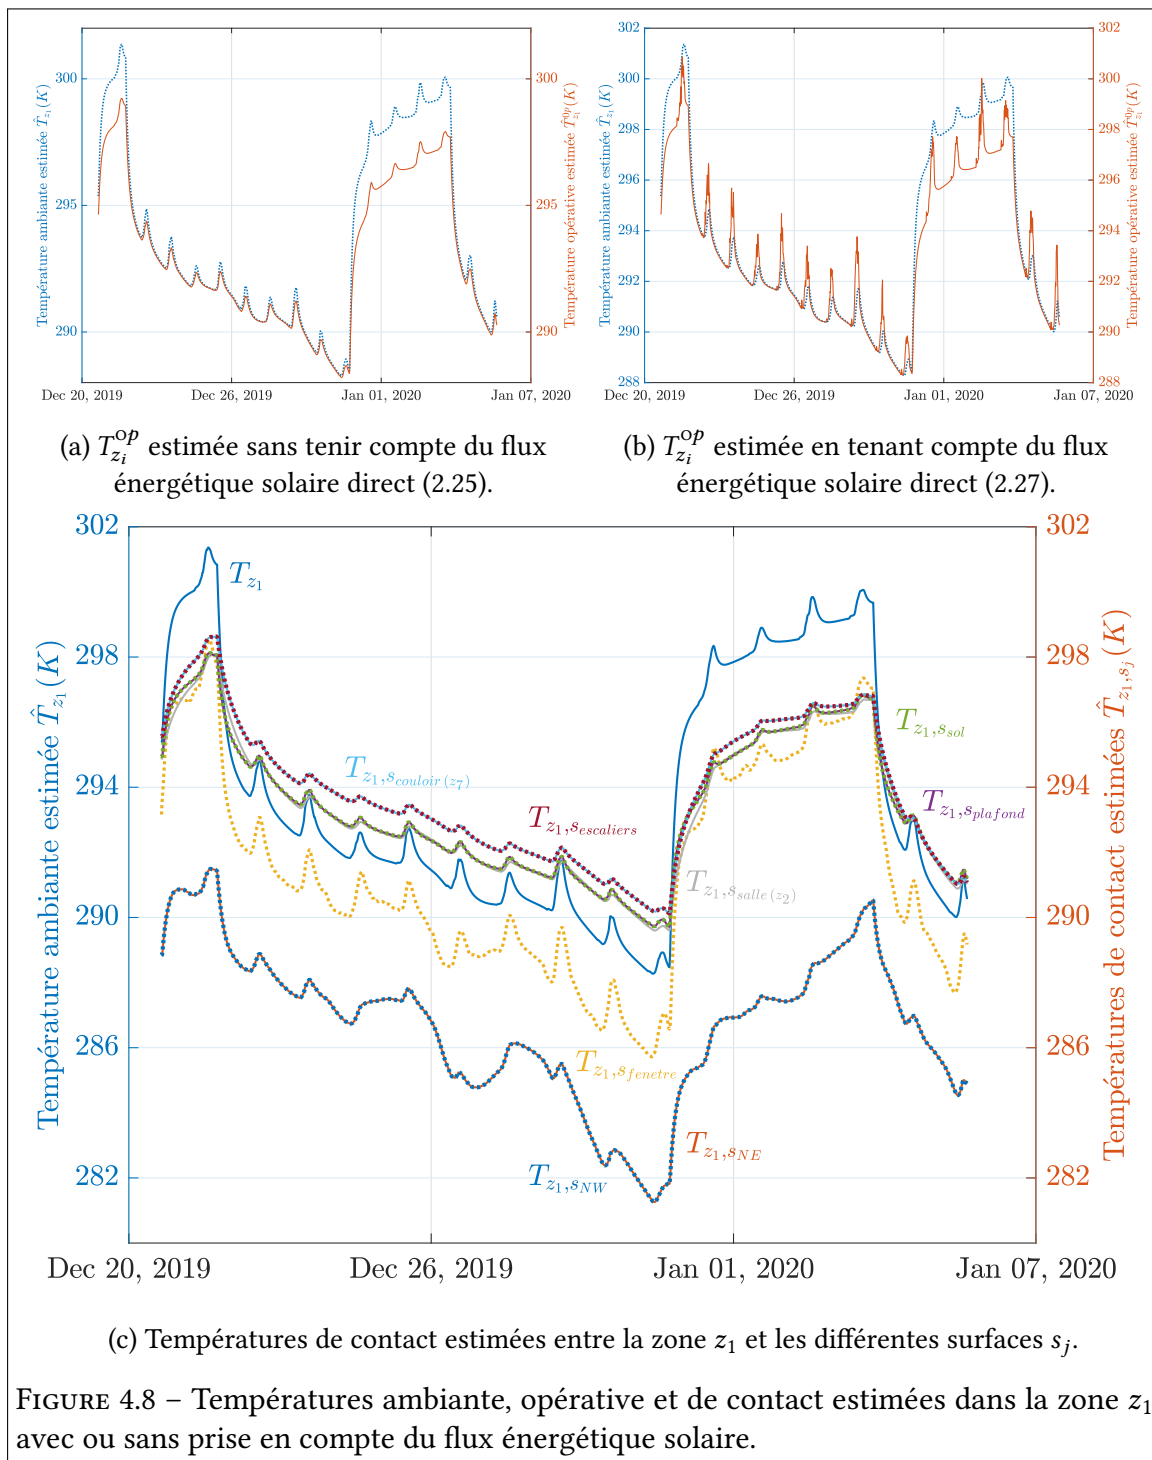 Température ambiante estimée T̂z1(K)
300
295
290
Dec 20, 2019
Dec 26, 2019
Jan 01, 2020
Jan 07, 2020
300
295
290
Température opérative estimée T̂z1^Op(K)
(a) Tzi^op estimée sans tenir compte du flux
énergétique solaire direct (2.25).
Température ambiante estimée T̂z1(K)
302
300
298
296
294
292
290
288
Dec 20, 2019
Dec 26, 2019
Jan 01, 2020
Jan 07, 2020
302
300
298
296
294
292
290
288
Température opérative estimée T̂z1^Op(K)
(b) Tzi^op estimée en tenant compte du flux
énergétique solaire direct (2.27).
Température ambiante estimée T̂z1(K)
302
298
294
290
286
282
Tz1
Tz1,scouloir(z7)
Tz1,sescaliers
Tz1,ssol
Tz1,splafond
Tz1,ssalle(z2)
Tz1,sfenetre
Tz1,sNE
Tz1,sNW
302
298
294
290
286
282
Températures de contact estimées T̂z1,sj(K)
Dec 20, 2019
Dec 26, 2019
Jan 01, 2020
Jan 07, 2020
(c) Températures de contact estimées entre la zone z1 et les différentes surfaces sj.
FIGURE 4.8 – Températures ambiante, opérative et de contact estimées dans la zone z1
avec ou sans prise en compte du flux énergétique solaire.